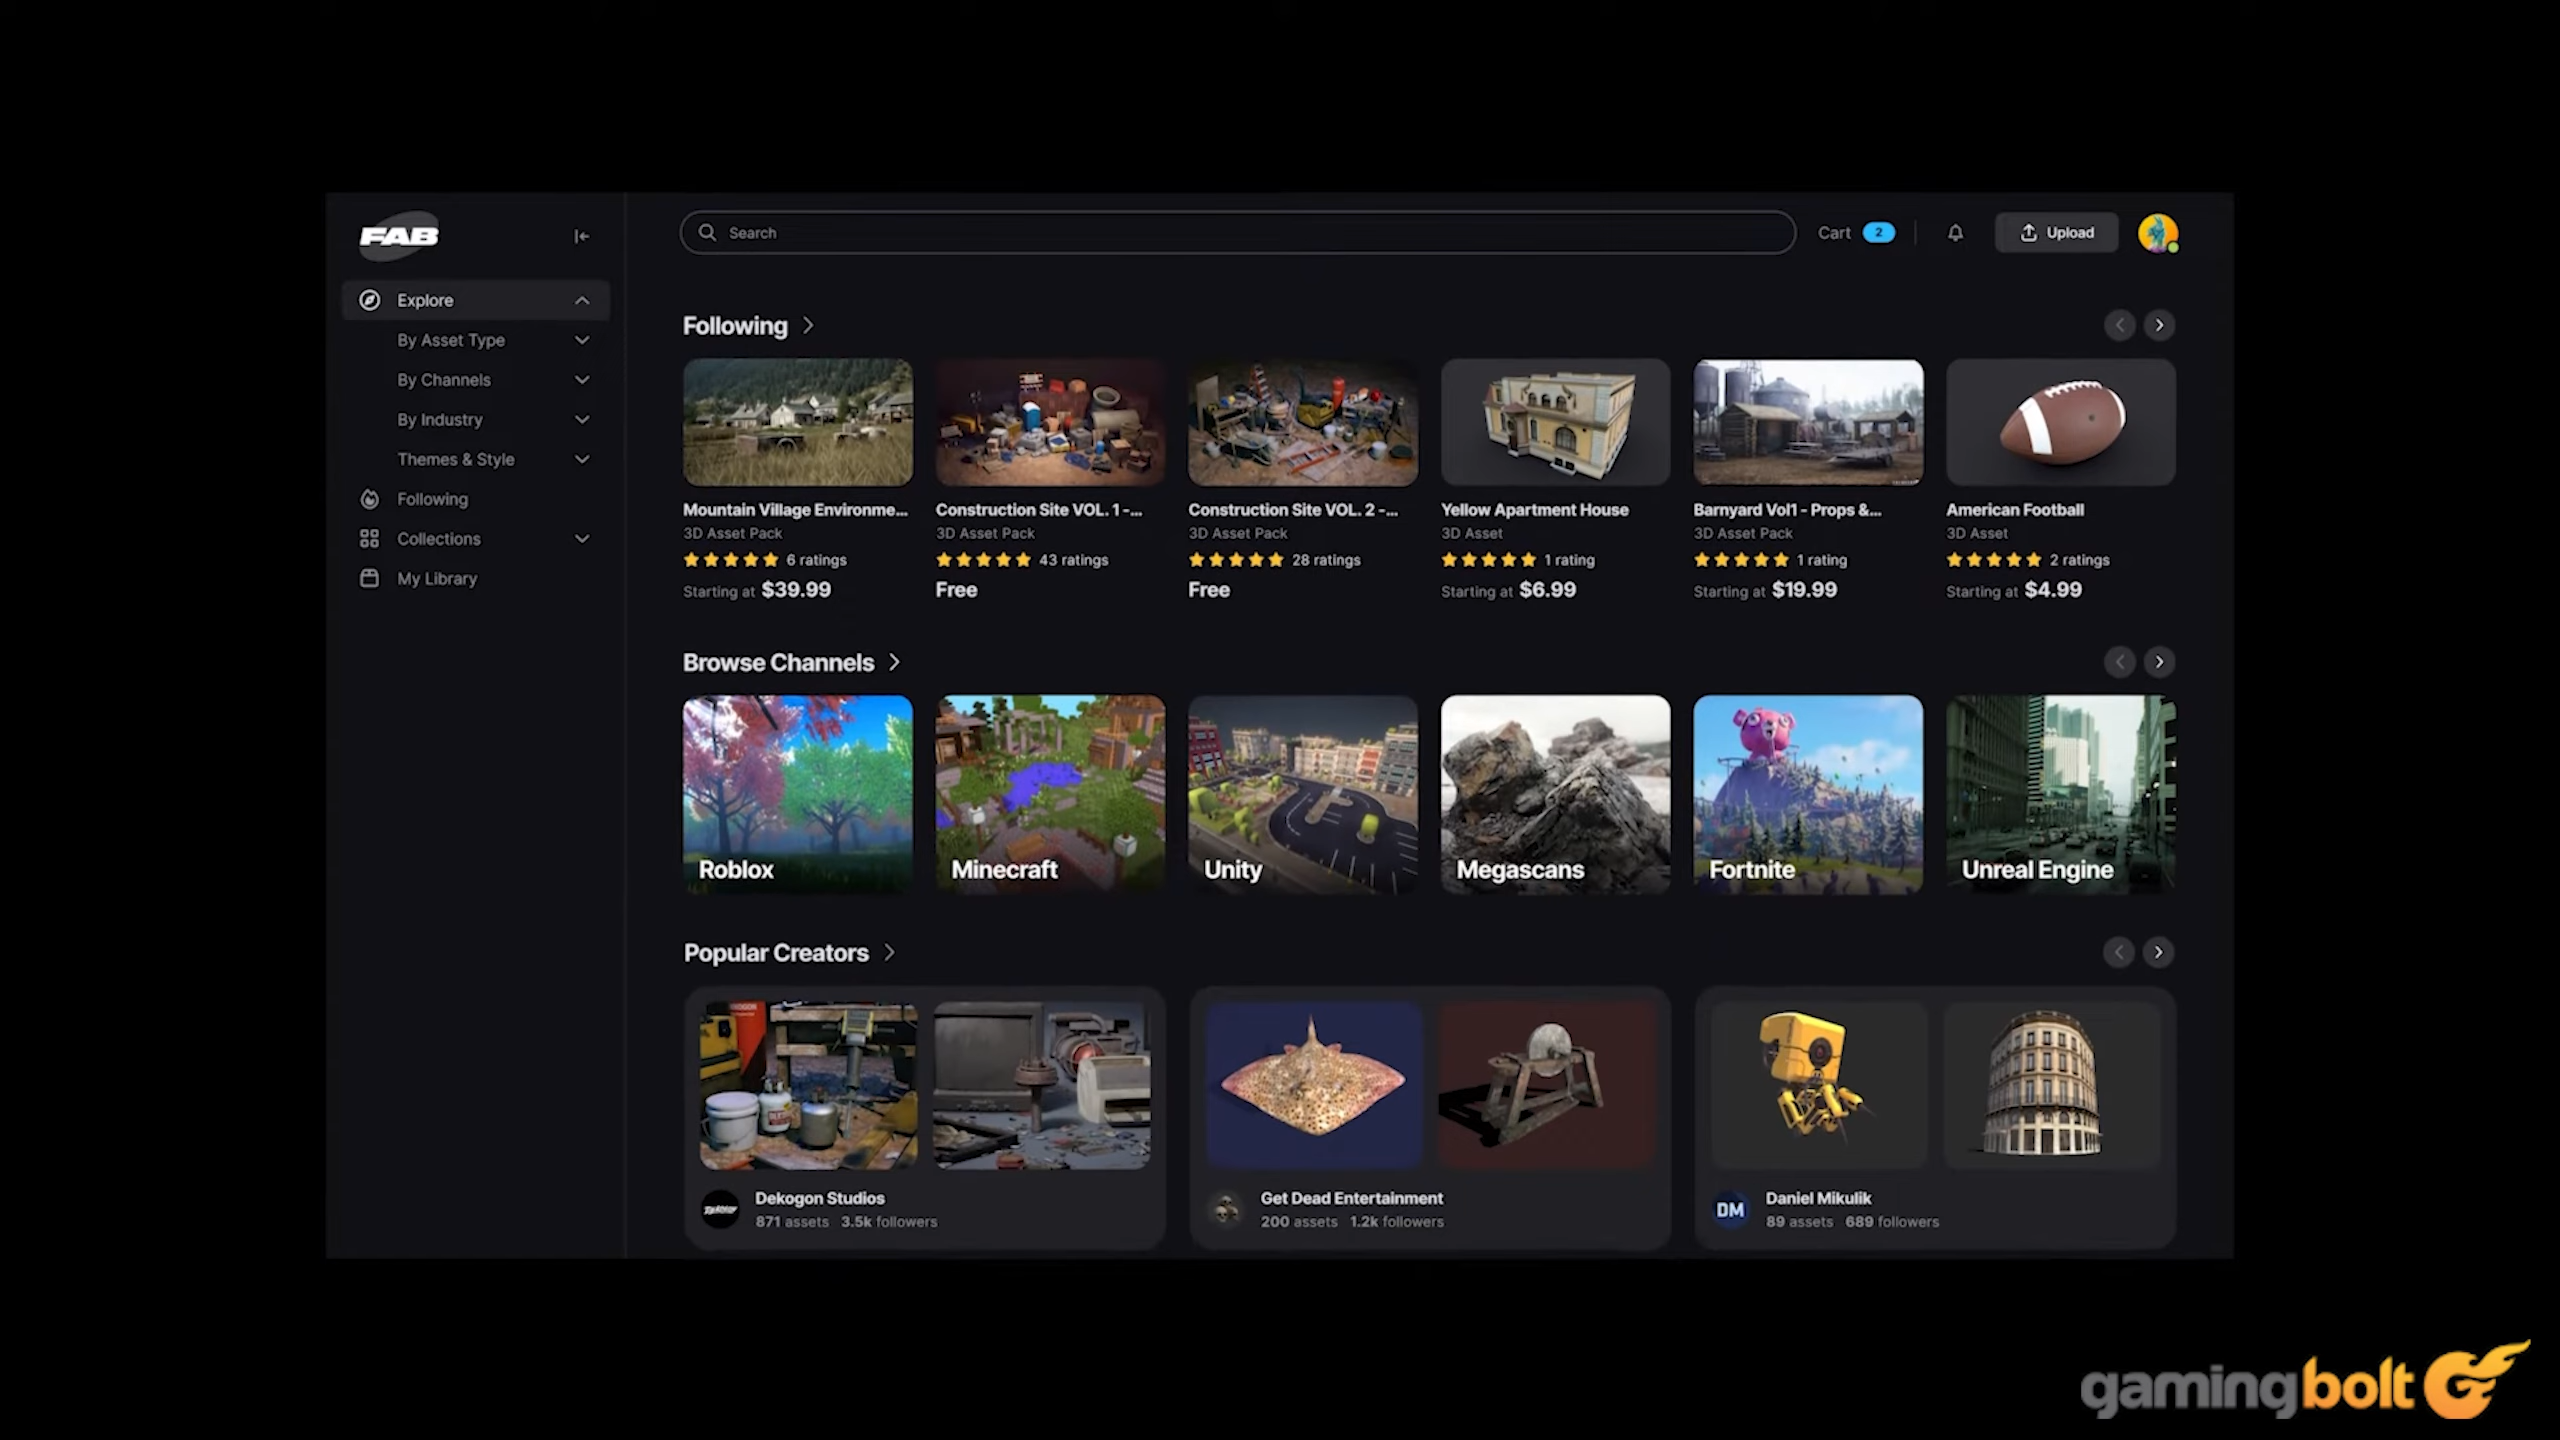 FAB
Search
Cart 2
Upload
Explore
By Asset Type
By Channels
By Industry
Themes & Style
Following
Collections
My Library
Following
Mountain Village Environme...
3D Asset Pack
6 ratings
Starting at $39.99
Construction Site VOL. 1 -...
3D Asset Pack
43 ratings
Free
Construction Site VOL. 2 -...
3D Asset Pack
28 ratings
Free
Yellow Apartment House
3D Asset
1 rating
Starting at $6.99
Barnyard Vol1 - Props &...
3D Asset Pack
1 rating
Starting at $19.99
American Football
3D Asset
2 ratings
Starting at $4.99
Browse Channels
Roblox
Minecraft
Unity
Megascans
Fortnite
Unreal Engine
Popular Creators
Dekogon Studios
871 assets 3.5k followers
Get Dead Entertainment
200 assets 1.2k followers
DM
Daniel Mikulik
89 assets 689 followers
gamingbolt